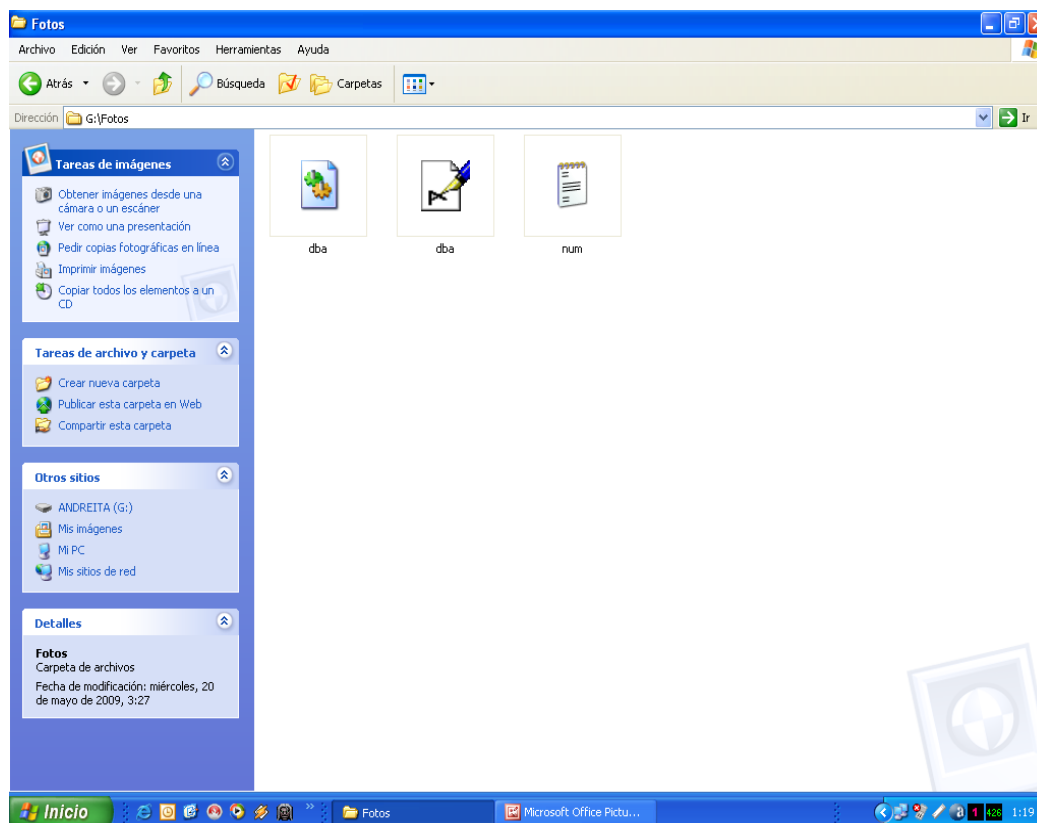 Fotos
Archivo Edición Ver Favoritos Herramientas Ayuda
Atrás Búsqueda Carpetas
Dirección G:\Fotos Ir
Tareas de imágenes
Obtener imágenes desde una
cámara o un escáner
Ver como una presentación
Pedir copias fotográficas en línea
Imprimir imágenes
Copiar todos los elementos a un
CD
dba dba num
Tareas de archivo y carpeta
Crear nueva carpeta
Publicar esta carpeta en Web
Compartir esta carpeta
Otros sitios
ANDREITA (G:)
Mis imágenes
Mi PC
Mis sitios de red
Detalles
Fotos
Carpeta de archivos
Fecha de modificación: miércoles, 20
de mayo de 2009, 3:27
Inicio » Fotos Microsoft Office Pictu... 1 426 1:19